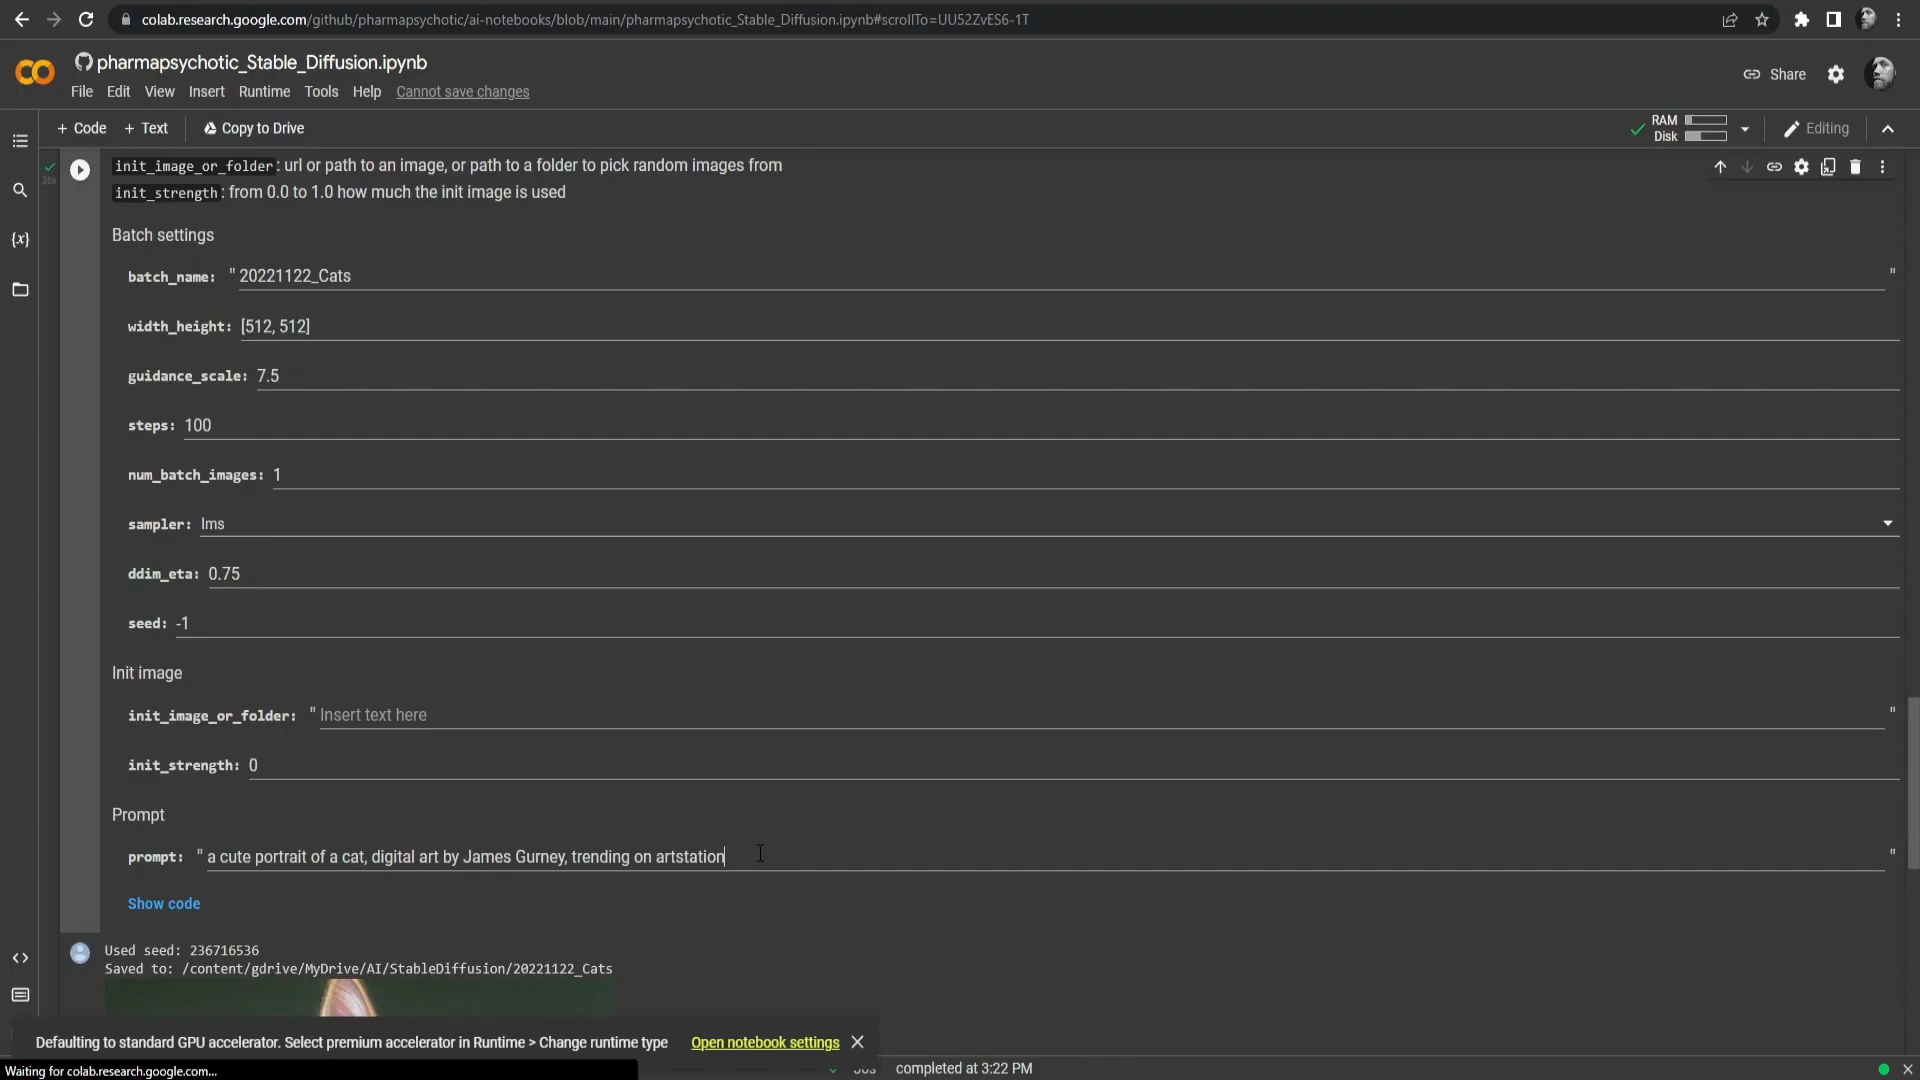 colab.research.google.com/github/pharmapsychotic/ai-notebooks/blob/main/pharmapsychotic_Stable_Diffusion.ipynb#scrollTo=UU52ZvES6-1T
pharmapsychotic_Stable_Diffusion.ipynb
Share
File Edit View Insert Runtime Tools Help Cannot save changes
+ Code + Text Copy to Drive
RAM
Disk
Editing
init_image_or_folder: url or path to an image, or path to a folder to pick random images from
36s
init_strength: from 0.0 to 1.0 how much the init image is used
{x}
Batch settings
batch_name: " 20221122_Cats "
width_height: [512, 512]
guidance_scale: 7.5
steps: 100
num_batch_images: 1
sampler: lms
ddim_eta: 0.75
seed: -1
Init image
init_image_or_folder: " Insert text here "
init_strength: 0
Prompt
prompt: " a cute portrait of a cat, digital art by James Gurney, trending on artstation "
Show code
Used seed: 236716536
Saved to: /content/gdrive/MyDrive/AI/StableDiffusion/20221122_Cats
Defaulting to standard GPU accelerator. Select premium accelerator in Runtime > Change runtime type Open notebook settings
Waiting for colab.research.google.com...
completed at 3:22 PM